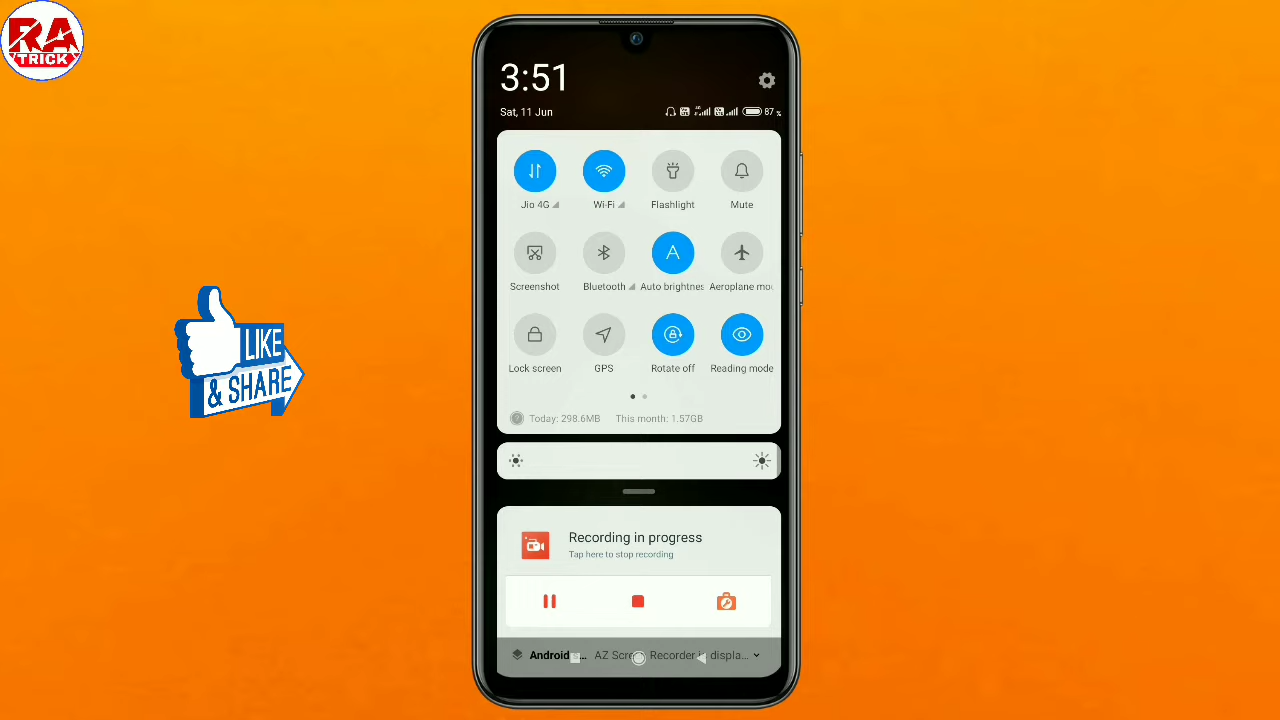 RA
TRICK
3:51
Sat, 11 Jun
87 %
Jio 4G
Wi-Fi
Flashlight
Mute
Screenshot
Bluetooth
Auto brightnes
Aeroplane mo
Lock screen
GPS
Rotate off
Reading mode
Today: 298.6MB
This month: 1.57GB
LIKE
& SHARE
Recording in progress
Tap here to stop recording
Android ... AZ Scre Recorder is displa...